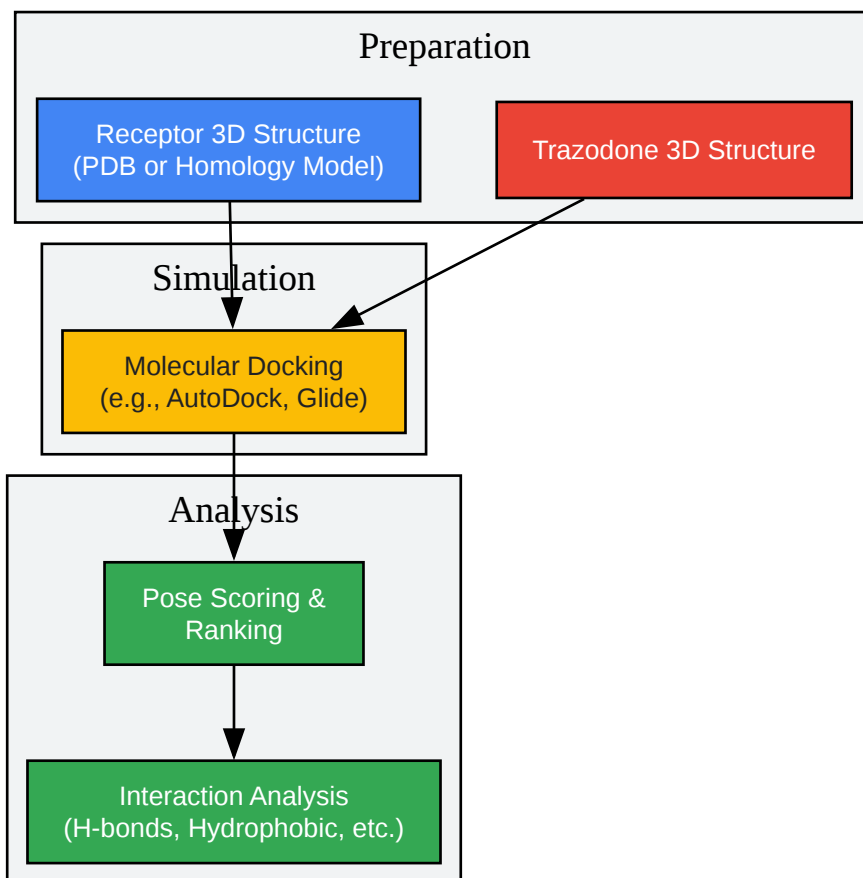 Preparation
Receptor 3D Structure
(PDB or Homology Model)
Trazodone 3D Structure
Simulation
Molecular Docking
(e.g., AutoDock, Glide)
Analysis
Pose Scoring &
Ranking
Interaction Analysis
(H-bonds, Hydrophobic, etc.)